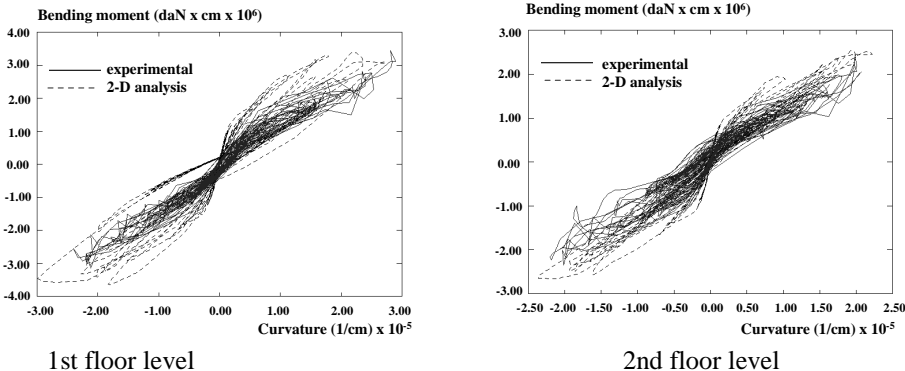 Bending moment (daN x cm x 10⁶)
4.00
3.00
2.00
1.00
0.00
-1.00
-2.00
-3.00
-4.00
experimental
2-D analysis
-3.00 -2.00 -1.00 0.00 1.00 2.00 3.00
Curvature (1/cm) x 10⁻⁵
1st floor level
Bending moment (daN x cm x 10⁶)
3.00
2.00
1.00
0.00
-1.00
-2.00
-3.00
experimental
2-D analysis
-2.50 -2.00 -1.50 -1.00 -0.50 0.00 0.50 1.00 1.50 2.00 2.50
Curvature (1/cm) x 10⁻⁵
2nd floor level